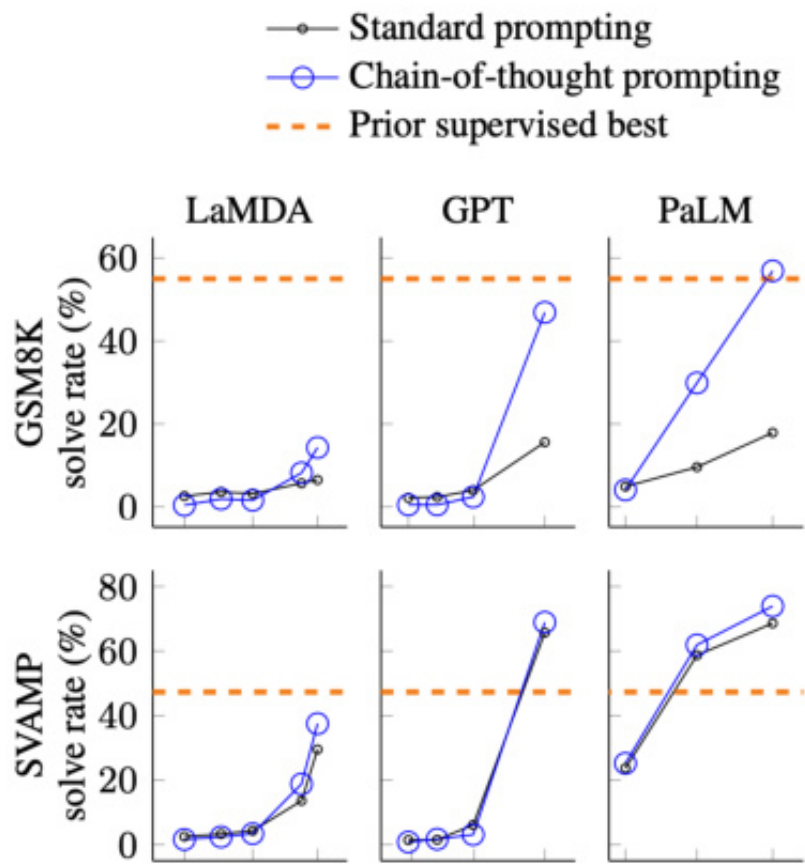 Standard prompting
Chain-of-thought prompting
Prior supervised best
LaMDA GPT PaLM
GSM8K
solve rate (%)
60
40
20
0
SVAMP
solve rate (%)
80
60
40
20
0